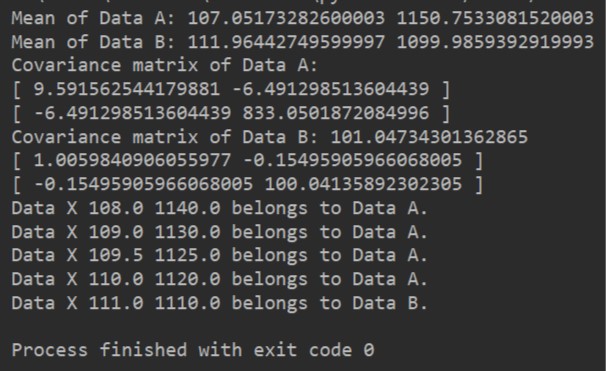 Mean of Data A: 107.05173282600003 1150.7533081520003
Mean of Data B: 111.96442749599997 1099.9859392919993
Covariance matrix of Data A:
[ 9.591562544179881 -6.491298513604439 ]
[ -6.491298513604439 833.0501872084996 ]
Covariance matrix of Data B: 101.04734301362865
[ 1.0059840906055977 -0.15495905966068005 ]
[ -0.15495905966068005 100.04135892302305 ]
Data X 108.0 1140.0 belongs to Data A.
Data X 109.0 1130.0 belongs to Data A.
Data X 109.5 1125.0 belongs to Data A.
Data X 110.0 1120.0 belongs to Data A.
Data X 111.0 1110.0 belongs to Data B.
Process finished with exit code 0